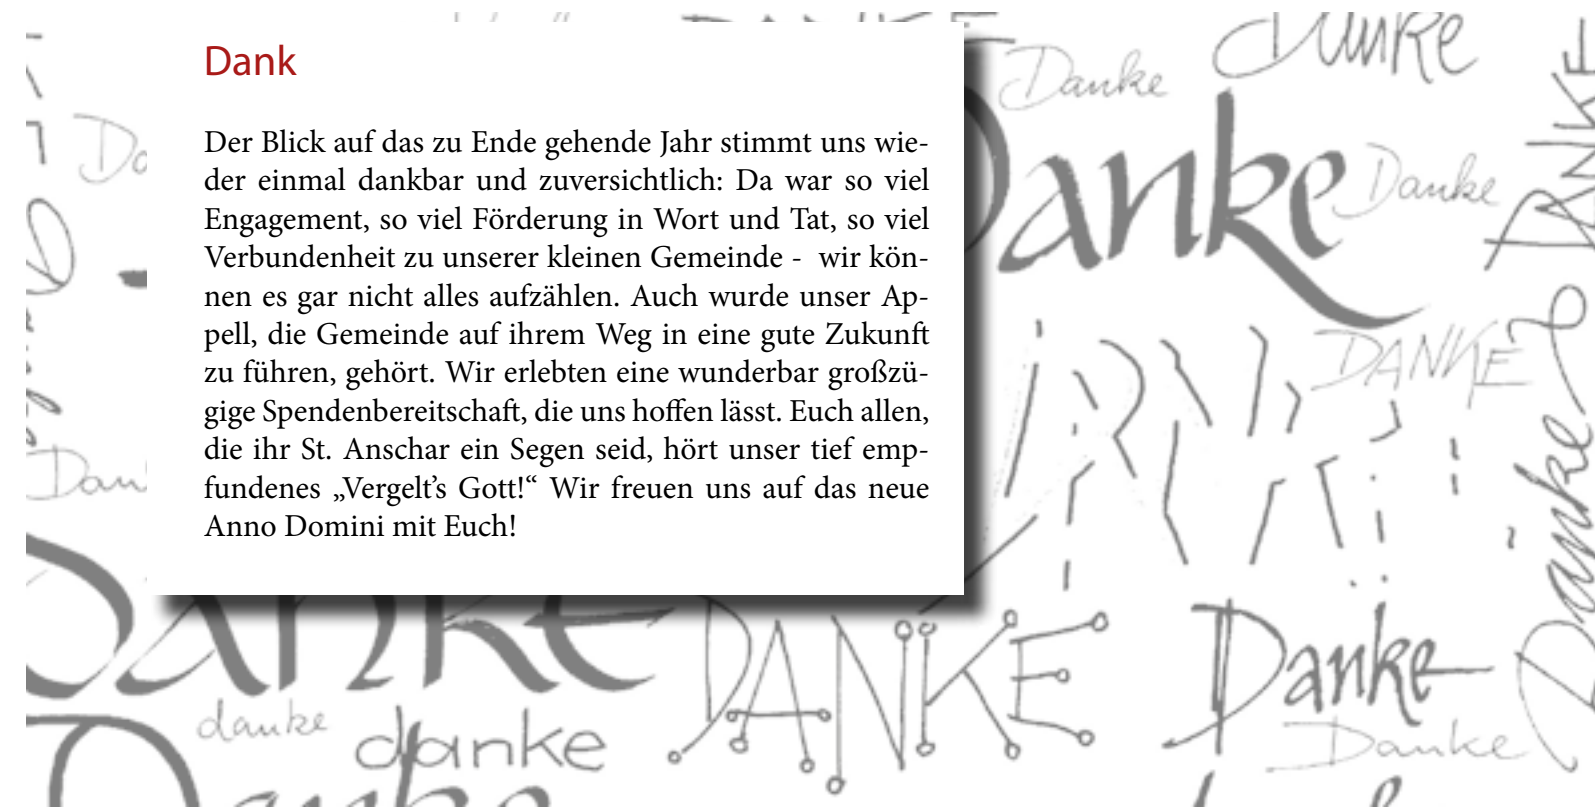 Dank
Der Blick auf das zu Ende gehende Jahr stimmt uns wie-
der einmal dankbar und zuversichtlich: Da war so viel
Engagement, so viel Förderung in Wort und Tat, so viel
Verbundenheit zu unserer kleinen Gemeinde -  wir kön-
nen es gar nicht alles aufzählen. Auch wurde unser Ap-
pell, die Gemeinde auf ihrem Weg in eine gute Zukunft
zu führen, gehört. Wir erlebten eine wunderbar großzü-
gige Spendenbereitschaft, die uns hoffen lässt. Euch allen,
die ihr St. Anschar ein Segen seid, hört unser tief emp-
fundenes „Vergelt’s Gott!“ Wir freuen uns auf das neue
Anno Domini mit Euch!
Danke
Danke
Danke
Danke
DANKE
DANKE
Danke
Danke
DANKE
Danke
Danke
danke
danke